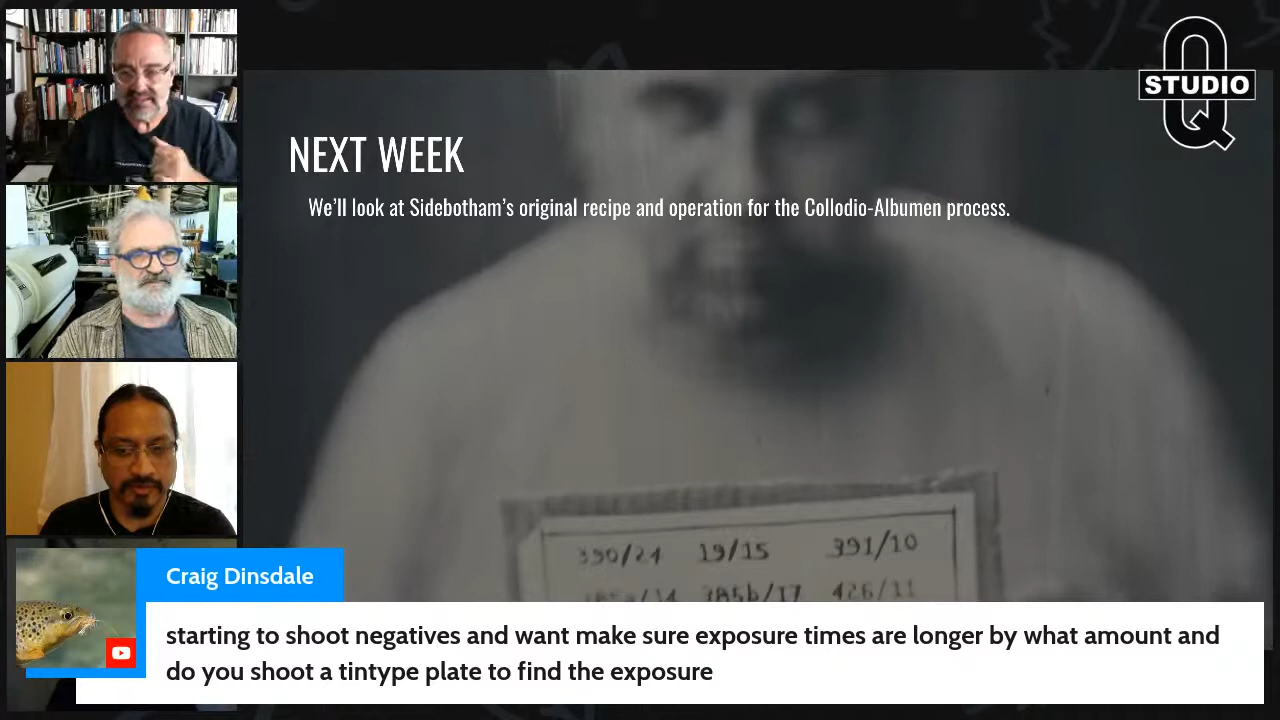 STUDIO
Q
NEXT WEEK
We'll look at Sidebotham's original recipe and operation for the Collodio-Albumen process.
390/24 19/15 391/10
385b/17 426/11
Craig Dinsdale
starting to shoot negatives and want make sure exposure times are longer by what amount and
do you shoot a tintype plate to find the exposure